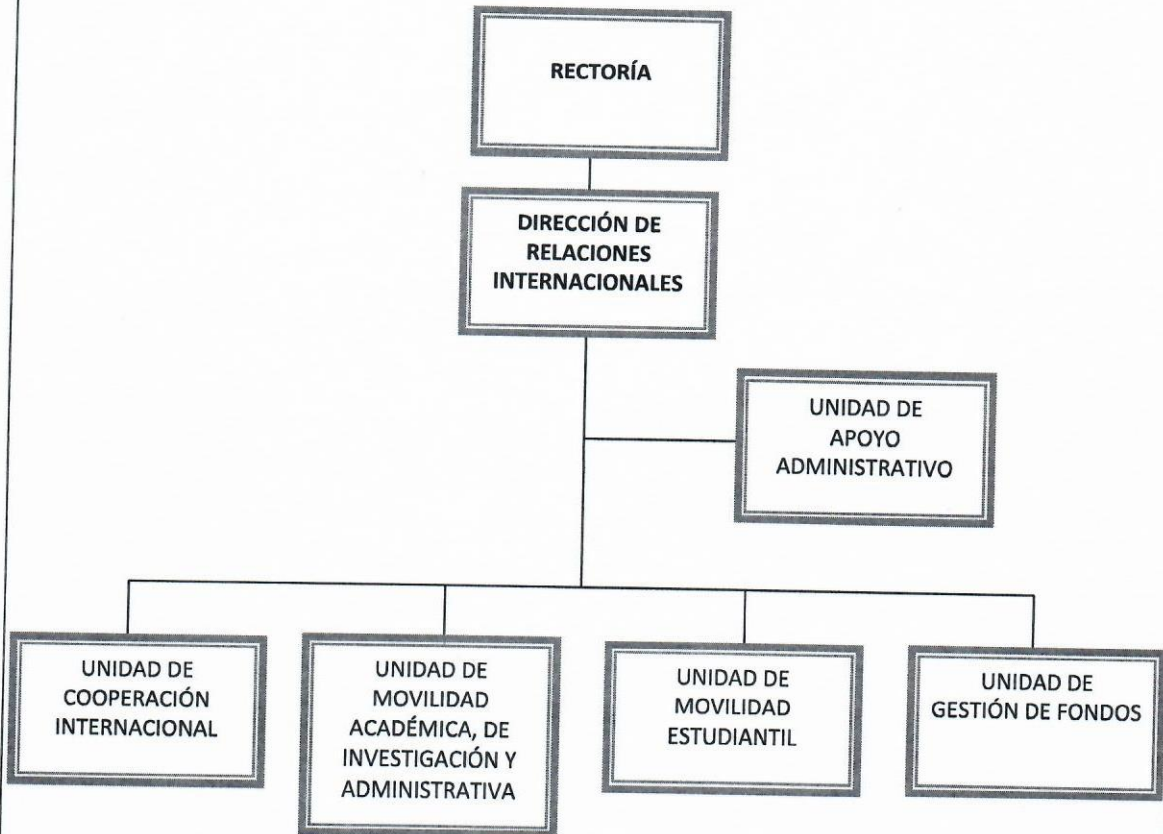 RECTORÍA
DIRECCIÓN DE
RELACIONES
INTERNACIONALES
UNIDAD DE
APOYO
ADMINISTRATIVO
UNIDAD DE
COOPERACIÓN
INTERNACIONAL
UNIDAD DE
MOVILIDAD
ACADÉMICA, DE
INVESTIGACIÓN Y
ADMINISTRATIVA
UNIDAD DE
MOVILIDAD
ESTUDIANTIL
UNIDAD DE
GESTIÓN DE FONDOS